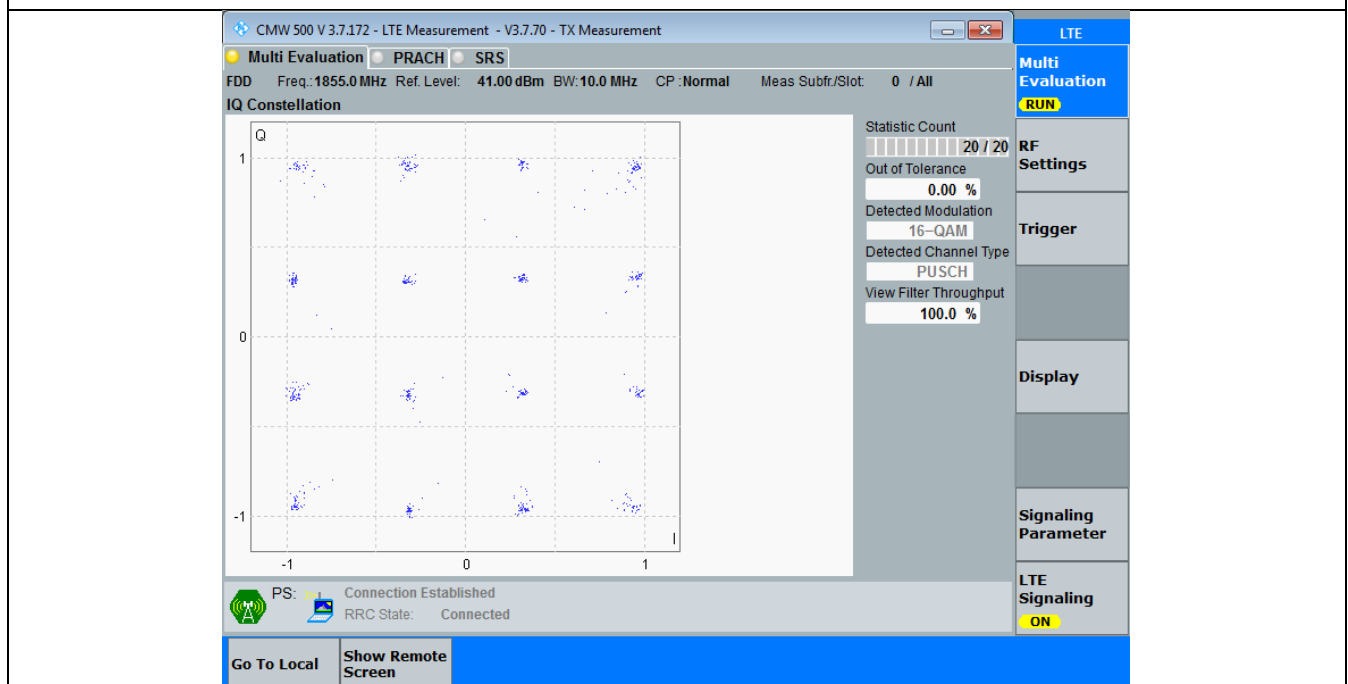 CMW 500 V 3.7.172 - LTE Measurement - V3.7.70 - TX Measurement
LTE
Multi Evaluation PRACH SRS
Multi
Evaluation
RUN
FDD Freq.:1855.0 MHz Ref. Level: 41.00 dBm BW:10.0 MHz CP :Normal Meas Subfr./Slot: 0 / All
IQ Constellation
Q
1
0
-1
-1 0 1
I
Statistic Count
20 / 20
Out of Tolerance
0.00 %
Detected Modulation
16-QAM
Detected Channel Type
PUSCH
View Filter Throughput
100.0 %
RF
Settings
Trigger
Display
Signaling
Parameter
LTE
Signaling
ON
PS: Connection Established
RRC State: Connected
Go To Local
Show Remote
Screen